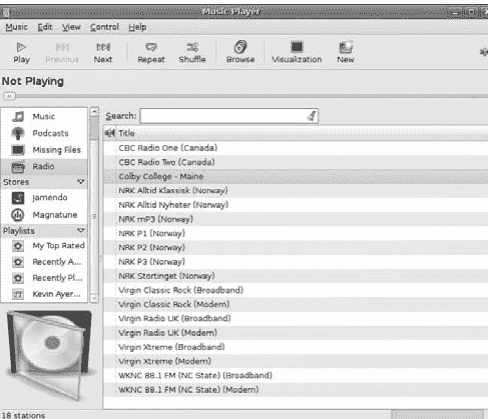 Music Player
Music Edit View Control Help
Play Previous Next Repeat Shuffle Browse Visualization New
Not Playing
Music
Podcasts
Missing Files
Radio
Stores
Jamendo
Magnatune
Playlists
My Top Rated
Recently A...
Recently Pl...
Kevin Ayer...
Search:
Title
CBC Radio One (Canada)
CBC Radio Two (Canada)
Colby College - Maine
NRK Alltid Klassisk (Norway)
NRK Alltid Nyheter (Norway)
NRK mP3 (Norway)
NRK P1 (Norway)
NRK P2 (Norway)
NRK P3 (Norway)
NRK Stortinget (Norway)
Virgin Classic Rock (Broadband)
Virgin Classic Rock (Modem)
Virgin Radio UK (Broadband)
Virgin Radio UK (Modem)
Virgin Xtreme (Broadband)
Virgin Xtreme (Modem)
WKNC 88.1 FM (NC State) (Broadband)
WKNC 88.1 FM (NC State) (Modem)
18 stations